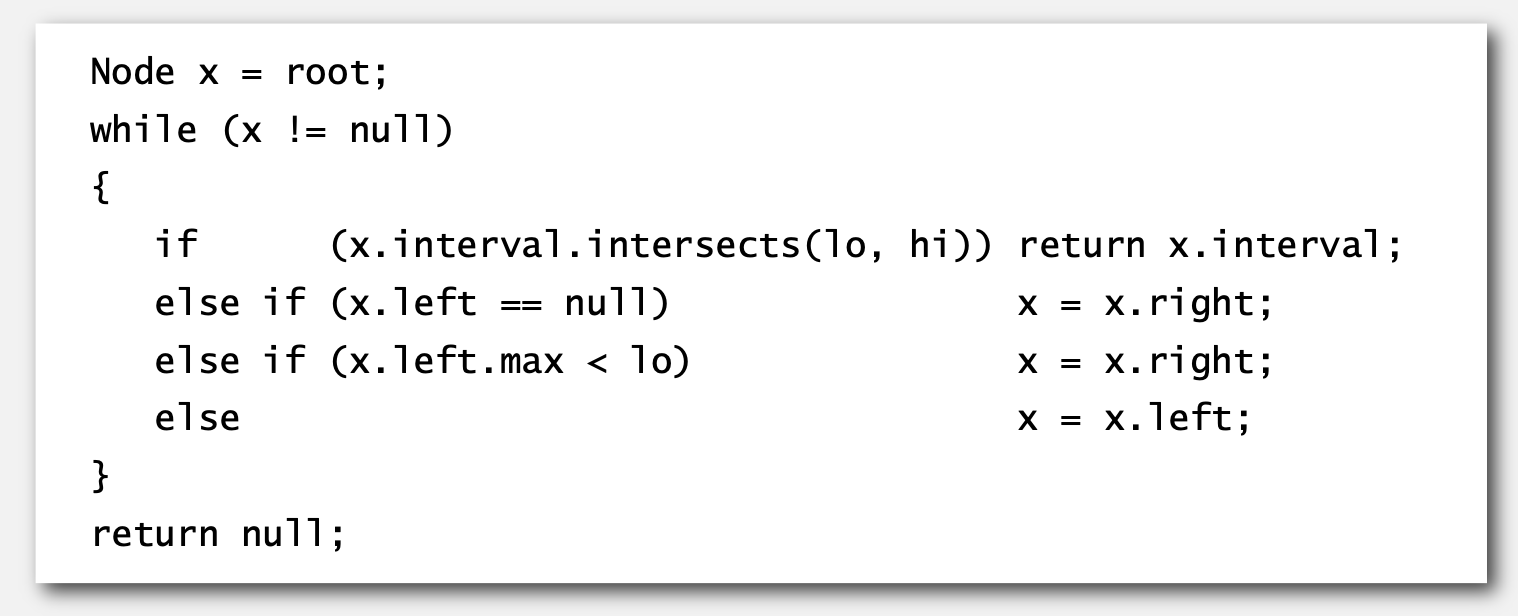 Node x = root;
while (x != null)
{
   if      (x.interval.intersects(lo, hi)) return x.interval;
   else if (x.left == null)                x = x.right;
   else if (x.left.max < lo)               x = x.right;
   else                                    x = x.left;
}
return null;